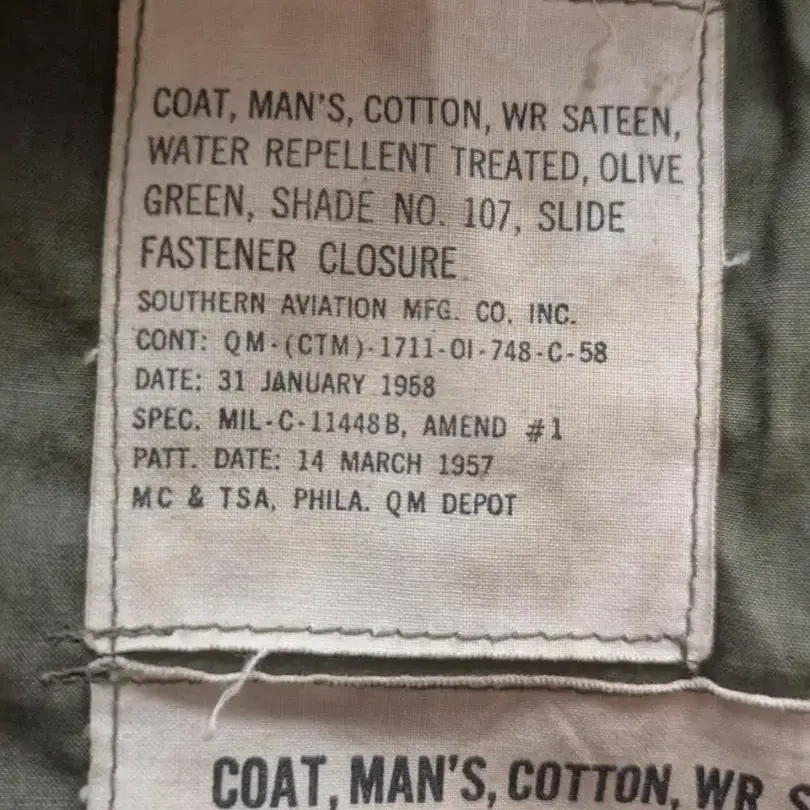 COAT, MAN'S, COTTON, WR SATEEN,
WATER REPELLENT TREATED, OLIVE
GREEN, SHADE NO. 107, SLIDE
FASTENER CLOSURE
SOUTHERN AVIATION MFG. CO. INC.
CONT: QM-(CTM)-1711-OI-748-C-58
DATE: 31 JANUARY 1958
SPEC. MIL-C-11448B, AMEND #1
PATT. DATE: 14 MARCH 1957
MC & TSA, PHILA. QM DEPOT
COAT, MAN'S, COTTON, WR